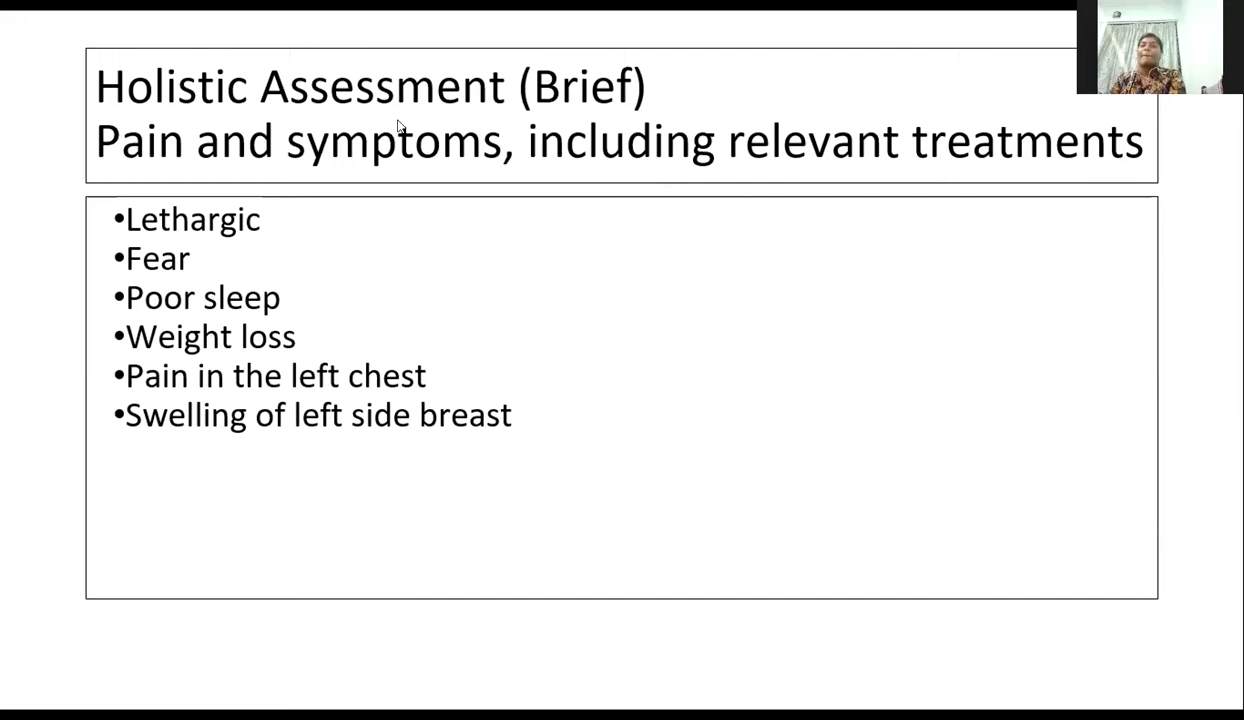 Holistic Assessment (Brief)
Pain and symptoms, including relevant treatments
•Lethargic
•Fear
•Poor sleep
•Weight loss
•Pain in the left chest
•Swelling of left side breast